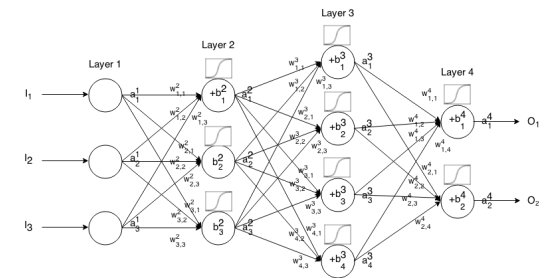 Layer 1
Layer 2
Layer 3
Layer 4
I₁
I₂
I₃
a¹₁
a¹₂
a¹₃
w²₁,₁
w²₁,₂
w²₁,₃
w²₂,₁
w²₂,₂
w²₂,₃
w²₃,₁
w²₃,₂
w²₃,₃
+b²₁
b²₂
b²₃
a²₁
a²₂
a²₃
w³₁,₁
w³₁,₂
w³₁,₃
w³₂,₁
w³₂,₂
w³₂,₃
w³₃,₁
w³₃,₃
w³₄,₁
w³₄,₂
w³₄,₃
+b³₁
+b³₂
+b³₃
+b³₄
a³₁
a³₂
a³₃
a³₄
w⁴₁,₁
w⁴₁,₂
w⁴₁,₃
w⁴₁,₄
w⁴₂,₁
w⁴₂,₂
w⁴₂,₃
w⁴₂,₄
+b⁴₁
+b⁴₂
a⁴₁
a⁴₂
O₁
O₂